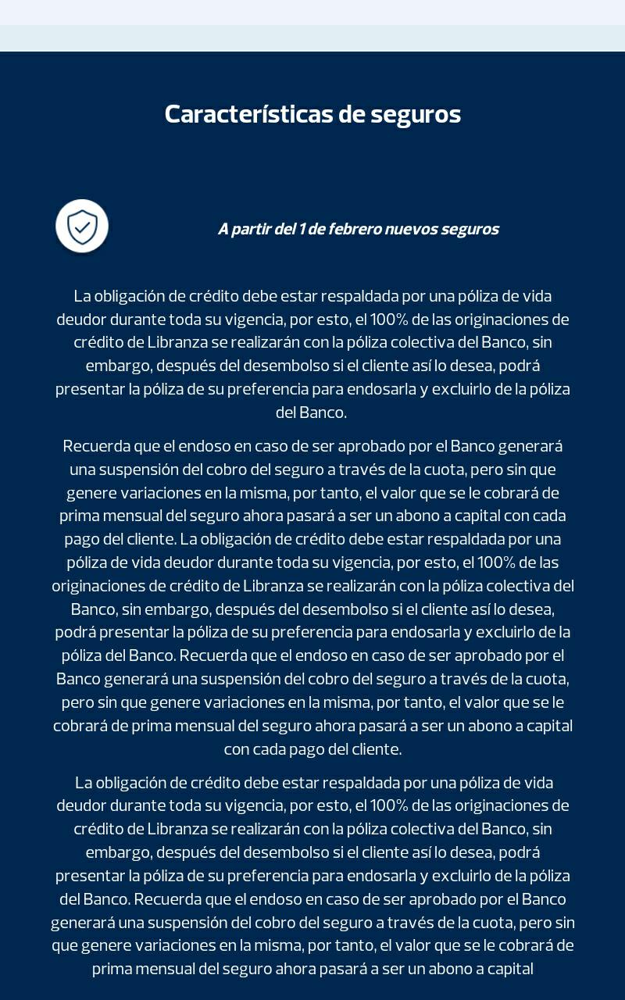 Características de seguros
A partir del 1 de febrero nuevos seguros
La obligación de crédito debe estar respaldada por una póliza de vida
deudor durante toda su vigencia, por esto, el 100% de las originaciones de
crédito de Libranza se realizarán con la póliza colectiva del Banco, sin
embargo, después del desembolso si el cliente así lo desea, podrá
presentar la póliza de su preferencia para endosarla y excluirlo de la póliza
del Banco.
Recuerda que el endoso en caso de ser aprobado por el Banco generará
una suspensión del cobro del seguro a través de la cuota, pero sin que
genere variaciones en la misma, por tanto, el valor que se le cobrará de
prima mensual del seguro ahora pasará a ser un abono a capital con cada
pago del cliente. La obligación de crédito debe estar respaldada por una
póliza de vida deudor durante toda su vigencia, por esto, el 100% de las
originaciones de crédito de Libranza se realizarán con la póliza colectiva del
Banco, sin embargo, después del desembolso si el cliente así lo desea,
podrá presentar la póliza de su preferencia para endosarla y excluirlo de la
póliza del Banco. Recuerda que el endoso en caso de ser aprobado por el
Banco generará una suspensión del cobro del seguro a través de la cuota,
pero sin que genere variaciones en la misma, por tanto, el valor que se le
cobrará de prima mensual del seguro ahora pasará a ser un abono a capital
con cada pago del cliente.
La obligación de crédito debe estar respaldada por una póliza de vida
deudor durante toda su vigencia, por esto, el 100% de las originaciones de
crédito de Libranza se realizarán con la póliza colectiva del Banco, sin
embargo, después del desembolso si el cliente así lo desea, podrá
presentar la póliza de su preferencia para endosarla y excluirlo de la póliza
del Banco. Recuerda que el endoso en caso de ser aprobado por el Banco
generará una suspensión del cobro del seguro a través de la cuota, pero sin
que genere variaciones en la misma, por tanto, el valor que se le cobrará de
prima mensual del seguro ahora pasará a ser un abono a capital